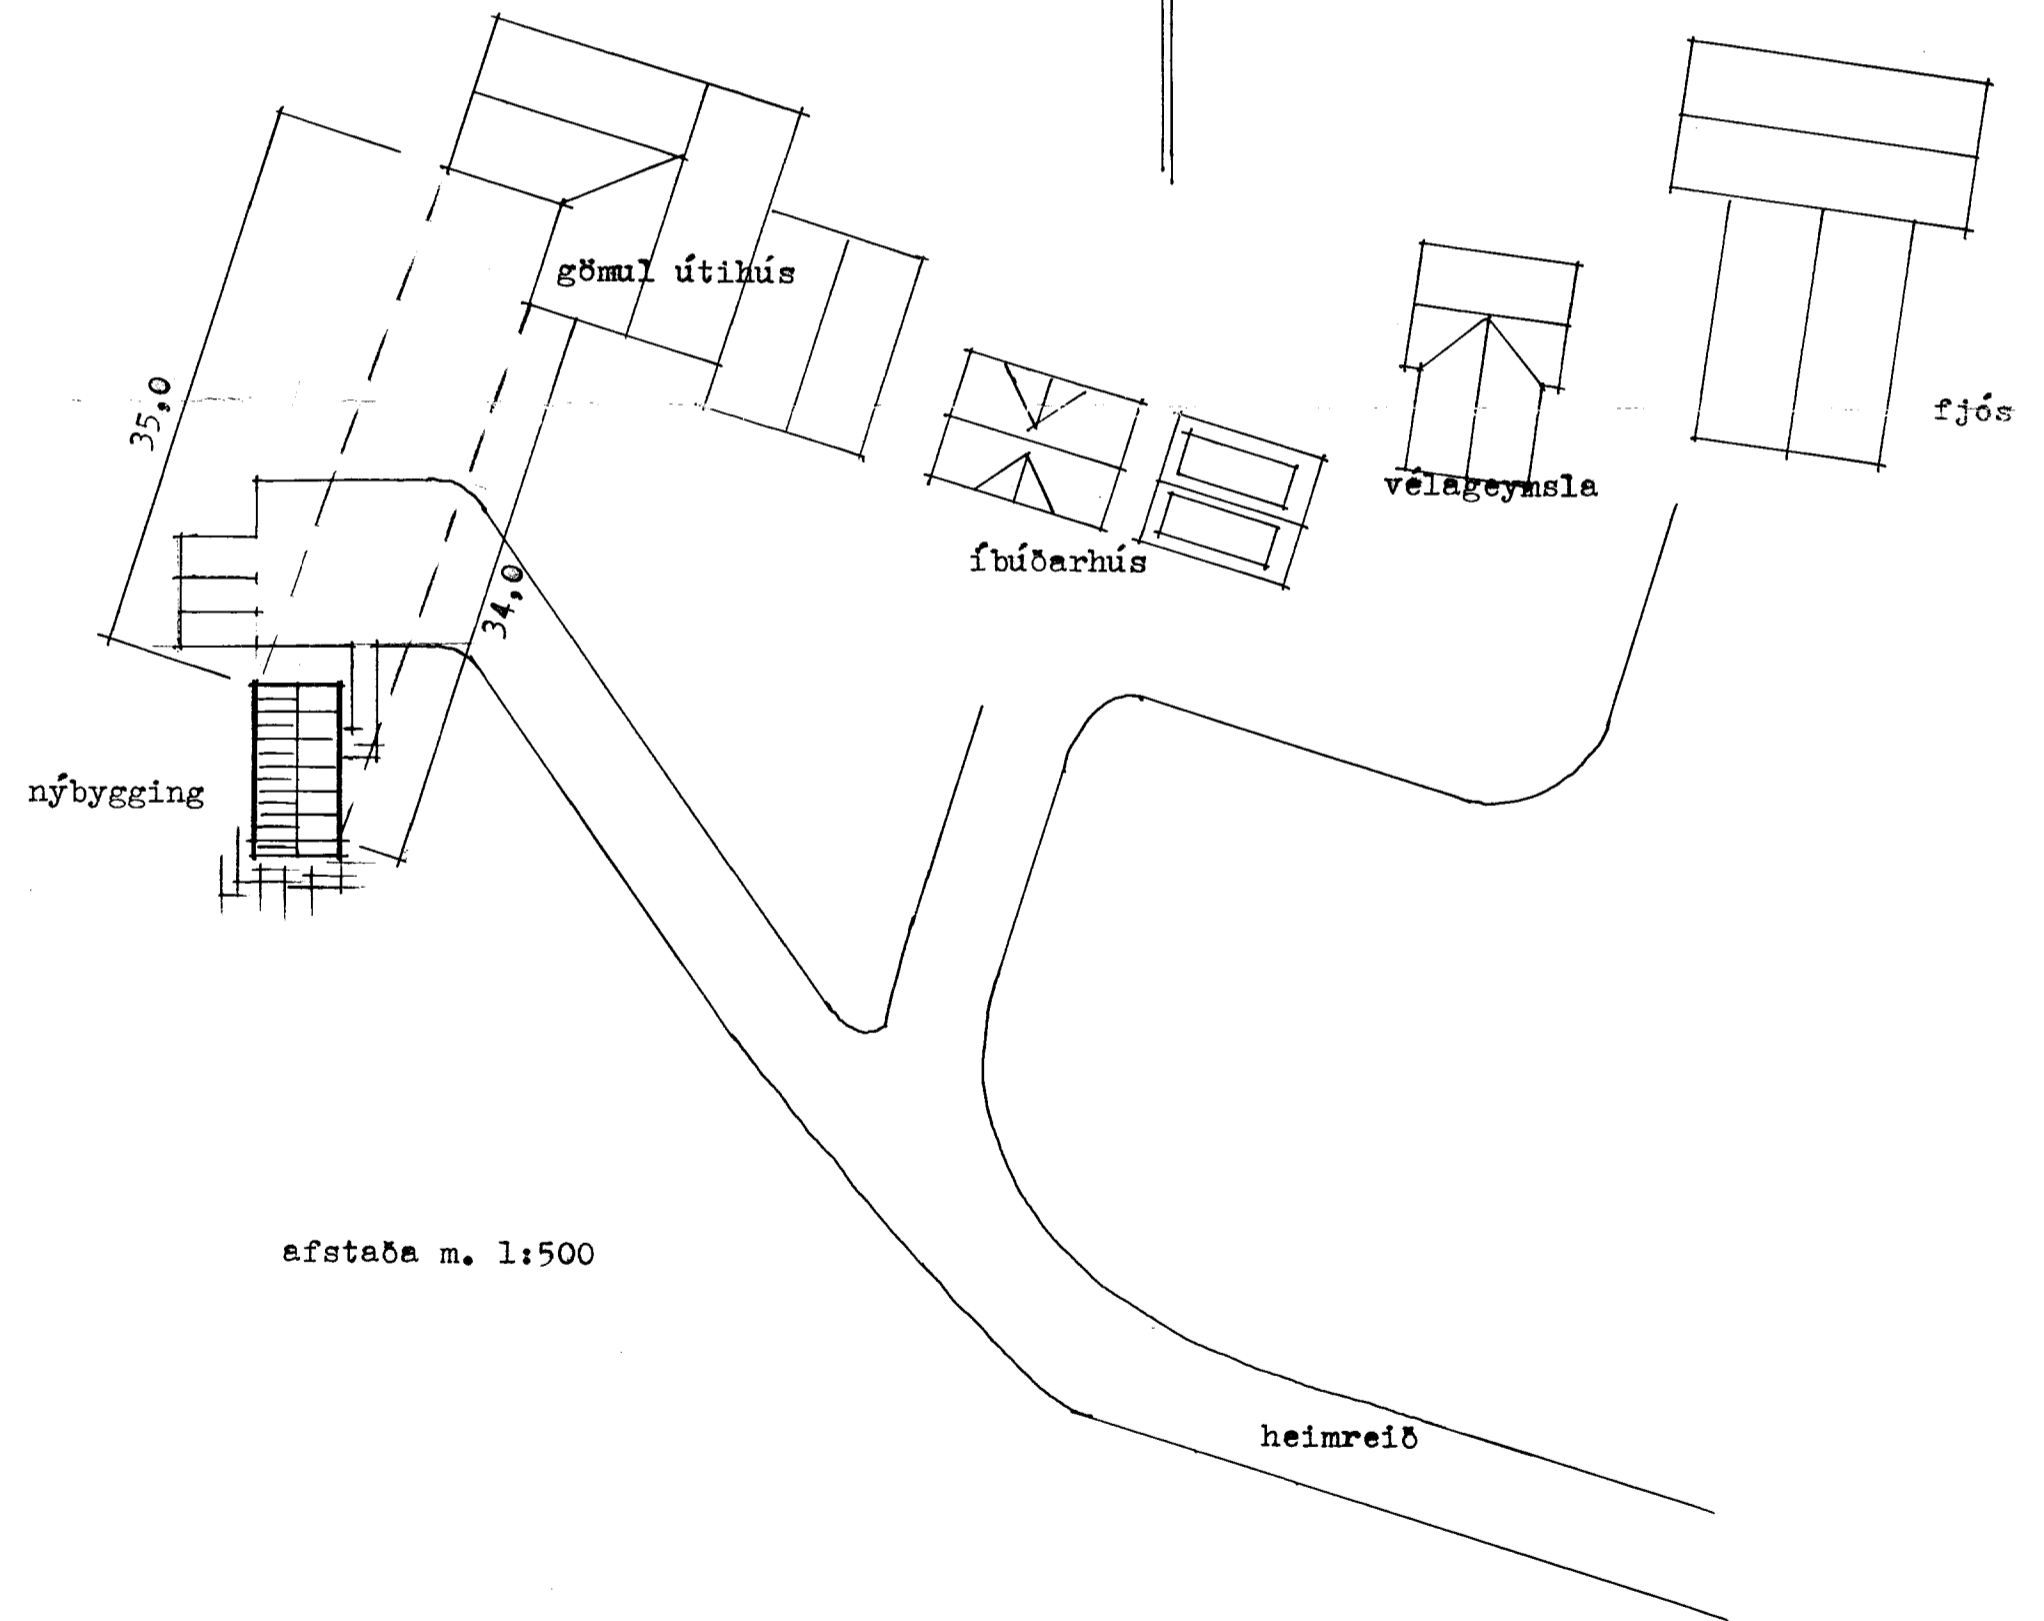 gömul útihús
35,0
fjós
vélageymsla
íbúðarhús
34,0
nýbygging
afstaða m. 1:500
heimreið